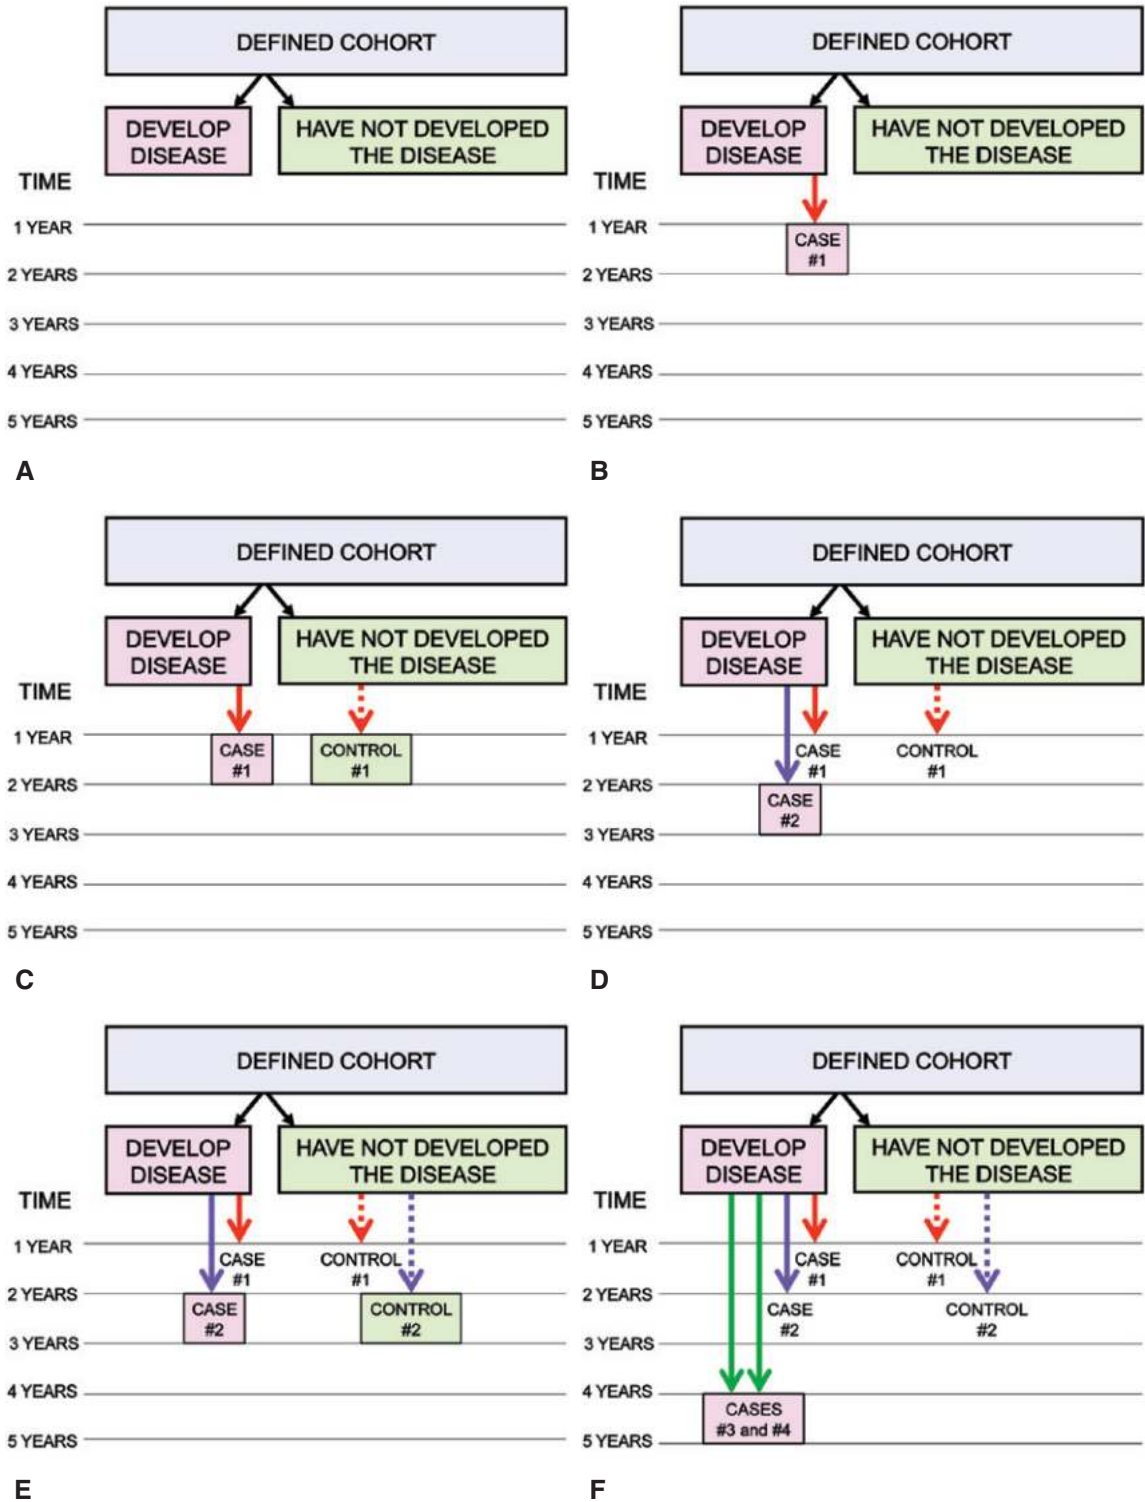 DEFINED COHORT
DEVELOP
DISEASE
HAVE NOT DEVELOPED
THE DISEASE
TIME
1 YEAR
2 YEARS
3 YEARS
4 YEARS
5 YEARS
A
DEFINED COHORT
DEVELOP
DISEASE
HAVE NOT DEVELOPED
THE DISEASE
TIME
1 YEAR
CASE
#1
2 YEARS
3 YEARS
4 YEARS
5 YEARS
B
DEFINED COHORT
DEVELOP
DISEASE
HAVE NOT DEVELOPED
THE DISEASE
TIME
1 YEAR
CASE
#1
CONTROL
#1
2 YEARS
3 YEARS
4 YEARS
5 YEARS
C
DEFINED COHORT
DEVELOP
DISEASE
HAVE NOT DEVELOPED
THE DISEASE
TIME
1 YEAR
CASE
#1
CONTROL
#1
2 YEARS
CASE
#2
3 YEARS
4 YEARS
5 YEARS
D
DEFINED COHORT
DEVELOP
DISEASE
HAVE NOT DEVELOPED
THE DISEASE
TIME
1 YEAR
CASE
#1
CONTROL
#1
2 YEARS
CASE
#2
CONTROL
#2
3 YEARS
4 YEARS
5 YEARS
E
DEFINED COHORT
DEVELOP
DISEASE
HAVE NOT DEVELOPED
THE DISEASE
TIME
1 YEAR
CASE
#1
CONTROL
#1
2 YEARS
CASE
#2
CONTROL
#2
3 YEARS
4 YEARS
CASES
#3 and #4
5 YEARS
F